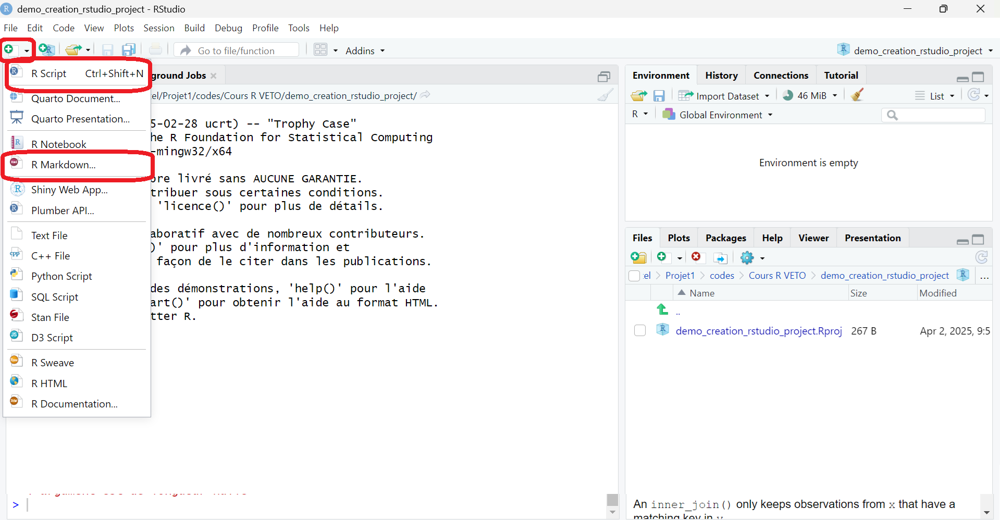 demo_creation_rstudio_project - RStudio
File Edit Code View Plots Session Build Debug Profile Tools Help
Go to file/function
Addins
demo_creation_rstudio_project
R Script Ctrl+Shift+N
Quarto Document...
Quarto Presentation...
R Notebook
R Markdown...
Shiny Web App...
Plumber API...
Text File
C++ File
Python Script
SQL Script
Stan File
D3 Script
R Sweave
R HTML
R Documentation...
ground Jobs
el/Projet1/codes/Cours R VETO/demo_creation_rstudio_project/
5-02-28 ucrt) -- "Trophy Case"
he R Foundation for Statistical Computing
-mingw32/x64
bre livré sans AUCUNE GARANTIE.
tribuer sous certaines conditions.
'licence()' pour plus de détails.
aboratif avec de nombreux contributeurs.
)' pour plus d'information et
façon de le citer dans les publications.
des démonstrations, 'help()' pour l'aide
art()' pour obtenir l'aide au format HTML.
tter R.
>
Environment History Connections Tutorial
Import Dataset 46 MiB List
R Global Environment
Environment is empty
Files Plots Packages Help Viewer Presentation
el > Projet1 > codes > Cours R VETO > demo_creation_rstudio_project ...
Name Size Modified
..
demo_creation_rstudio_project.Rproj 267 B Apr 2, 2025, 9:5
An inner_join() only keeps observations from x that have a
matching key in